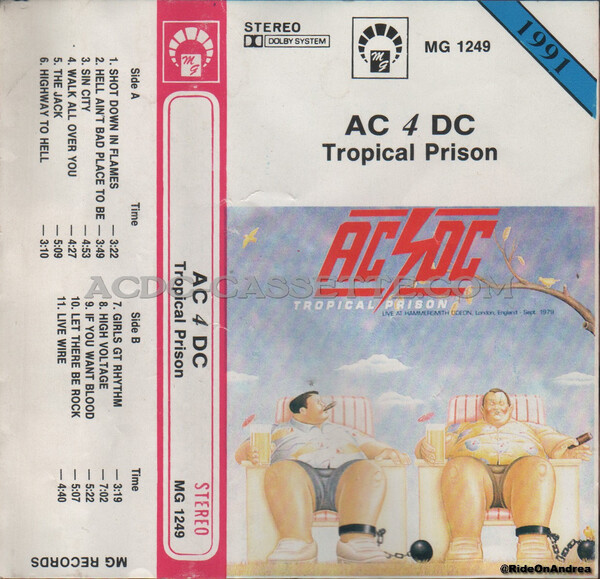 Side A
Time
1. SHOT DOWN IN FLAMES — 3:22
2. HELL AIN'T BAD PLACE TO BE — 3:49
3. SIN CITY — 4:53
4. WALK ALL OVER YOU — 4:27
5. THE JACK — 5:09
6. HIGHWAY TO HELL — 3:10
Side B
Time
7. GIRLS GT RHYTHM — 3:19
8. HIGH VOLTAGE — 7:02
9. IF YOU WANT BLOOD — 5:22
10. LET THERE BE ROCK — 5:07
11. LIVE WIRE — 4:40
MG RECORDS
MG
AC 4 DC
Tropical Prison
STEREO
MG 1249
STEREO
DOLBY SYSTEM
MG
MG 1249
1991
AC 4 DC
Tropical Prison
AC DC
TROPICAL PRISON
LIVE AT HAMMERSMITH ODEON, London, England - Sept. 1979
ACDC-CASSETTE.COM
@RideOnAndrea